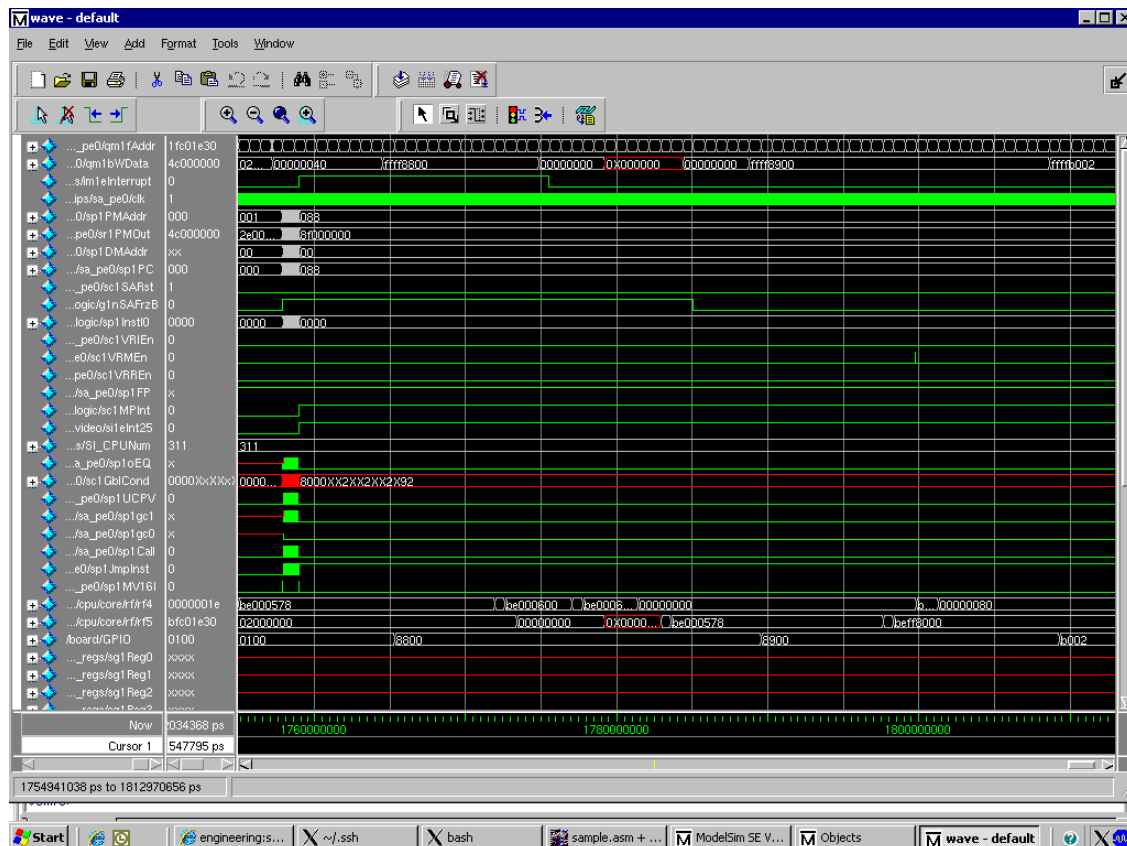 wave - default
File Edit View Add Format Tools Window
..._pe0/qm1fAddr 1fc01e30
...0/qm1bWData 4c000000 02... 00000040 ffff8800 00000000 0X000000 00000000 ffff8900 ffffb002
...s/im1eInterrupt 0
...ips/sa_pe0/clk 1
...0/sp1PMAddr 000 001 088
...pe0/sr1PMOut 4c000000 2e00... 8f000000
...0/sp1DMAddr xx 00 00
.../sa_pe0/sp1PC 000 000 088
..._pe0/sc1SARst 1
...ogic/g1nSAFrzB 0
...logic/sp1InstI0 0000 0000 0000
..._pe0/sc1VRIEn 0
...e0/sc1VRMEn 0
...pe0/sc1VRREn 0
.../sa_pe0/sp1FP x
...logic/sc1MPInt 0
...video/si1eInt25 0
...s/SI_CPUNum 311 311
...a_pe0/sp1oEQ x
...0/sc1GblCond 0000XxXXx) 0000... 8000XX2XX2XX2X92
..._pe0/sp1UCPV 0
.../sa_pe0/sp1gc1 x
.../sa_pe0/sp1gc0 x
.../sa_pe0/sp1Call 0
...e0/sp1JmpInst 0
..._pe0/sp1MV16I 0
.../cpu/core/rf/rf4 0000001e be000578 be000600 be0006... 00000000 b... 00000080
.../cpu/core/rf/rf5 bfc01e30 02000000 00000000 0X0000... be000578 beff8000
/board/GPIO 0100 0100 8800 8900 b002
..._regs/sg1Reg0 xxxx
..._regs/sg1Reg1 xxxx
..._regs/sg1Reg2 xxxx
Now 034368 ps
1760000000 1780000000 1800000000
Cursor 1 547795 ps
1754941038 ps to 1812970656 ps
Start engineering:s... ~/.ssh bash sample.asm + ... ModelSim SE V... Objects wave - default